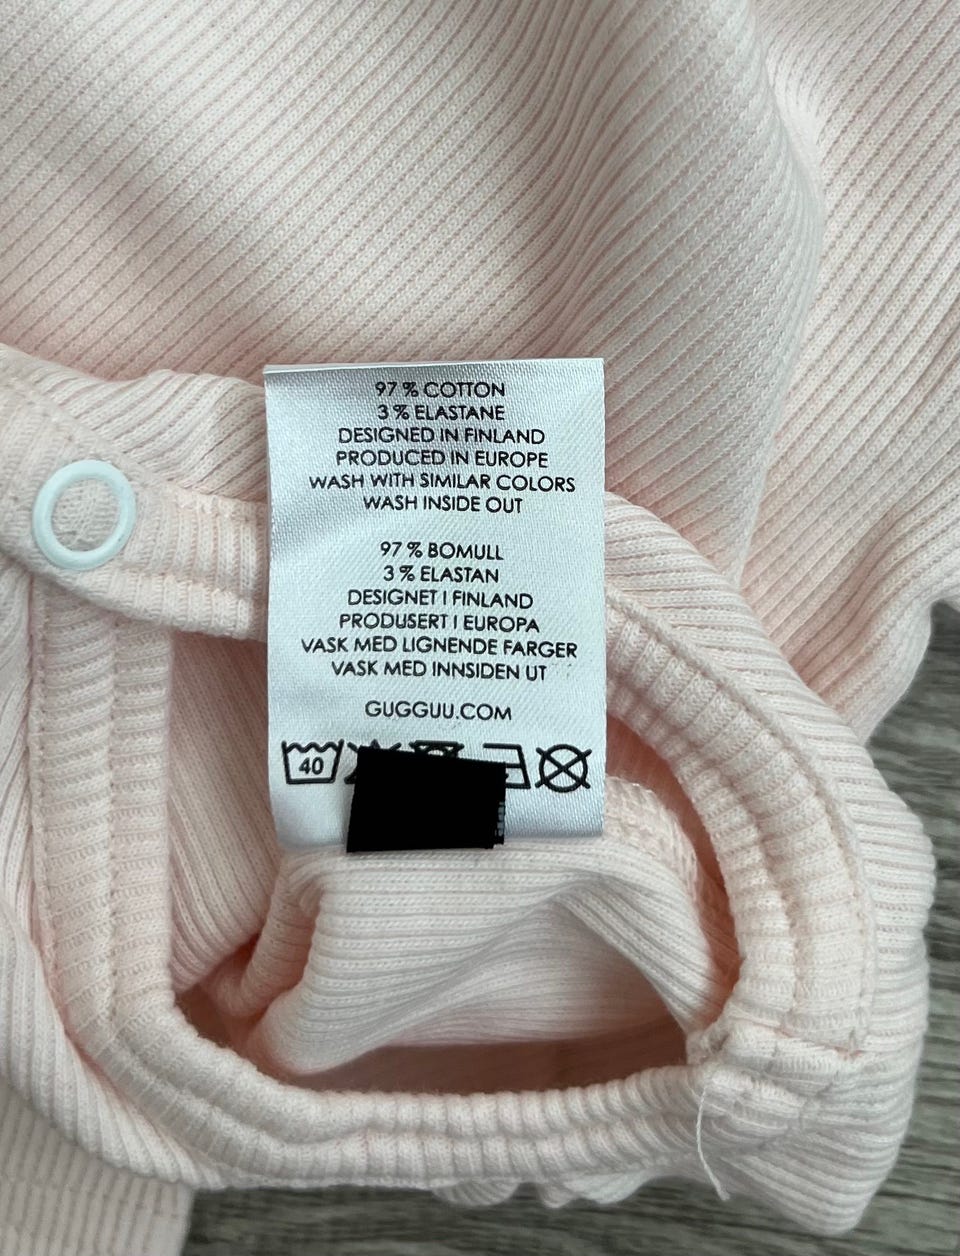 97 % COTTON
3 % ELASTANE
DESIGNED IN FINLAND
PRODUCED IN EUROPE
WASH WITH SIMILAR COLORS
WASH INSIDE OUT
97 % BOMULL
3 % ELASTAN
DESIGNET I FINLAND
PRODUSERT I EUROPA
VASK MED LIGNENDE FARGER
VASK MED INNSIDEN UT
GUGGUU.COM
40